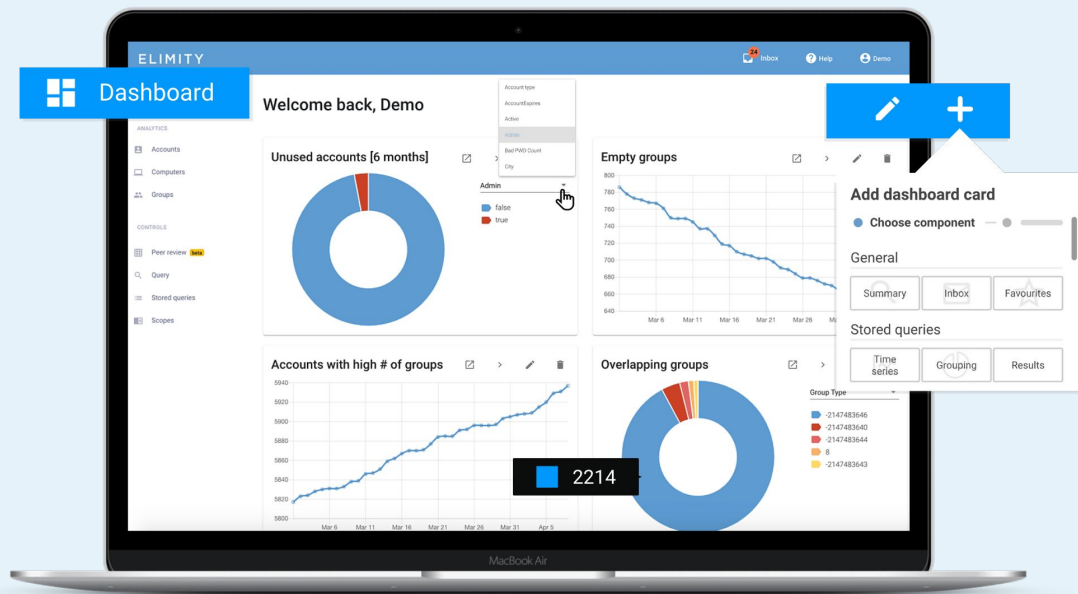 ELIMITY
24
Inbox
Help
Demo
Dashboard
Welcome back, Demo
ANALYTICS
Accounts
Computers
Groups
CONTROLS
Peer review beta
Query
Stored queries
Scopes
Unused accounts [6 months]
Account type
AccountExpires
Active
Admin
Bad PWD Count
City
Admin
false
true
Empty groups
800
780
760
740
720
700
680
660
640
Mar 6 Mar 11 Mar 16 Mar 21 Mar 26
Accounts with high # of groups
5940
5920
5900
5880
5860
5840
5820
5800
Mar 6 Mar 11 Mar 16 Mar 21 Mar 26 Mar 31 Apr 5
Overlapping groups
Group Type
-2147483646
-2147483640
-2147483644
8
-2147483643
2214
Add dashboard card
Choose component
General
Summary
Inbox
Favourites
Stored queries
Time
series
Grouping
Results
MacBook Air